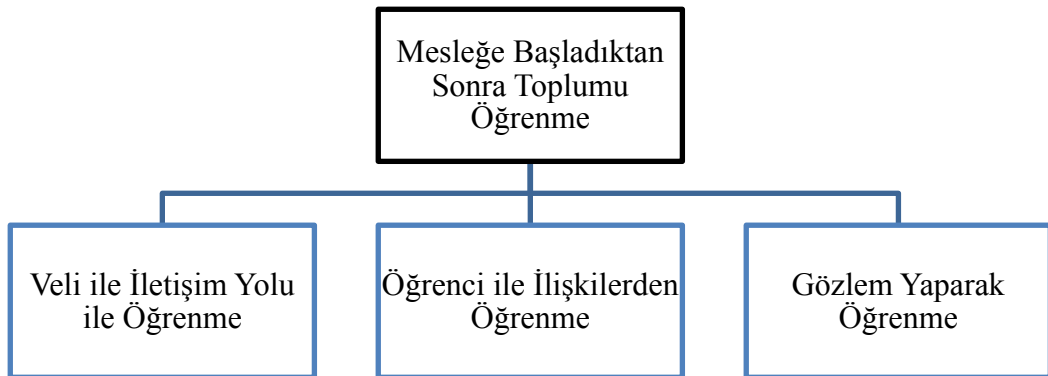 Mesleğe Başladıktan
Sonra Toplumu
Öğrenme
Veli ile İletişim Yolu
ile Öğrenme
Öğrenci ile İlişkilerden
Öğrenme
Gözlem Yaparak
Öğrenme